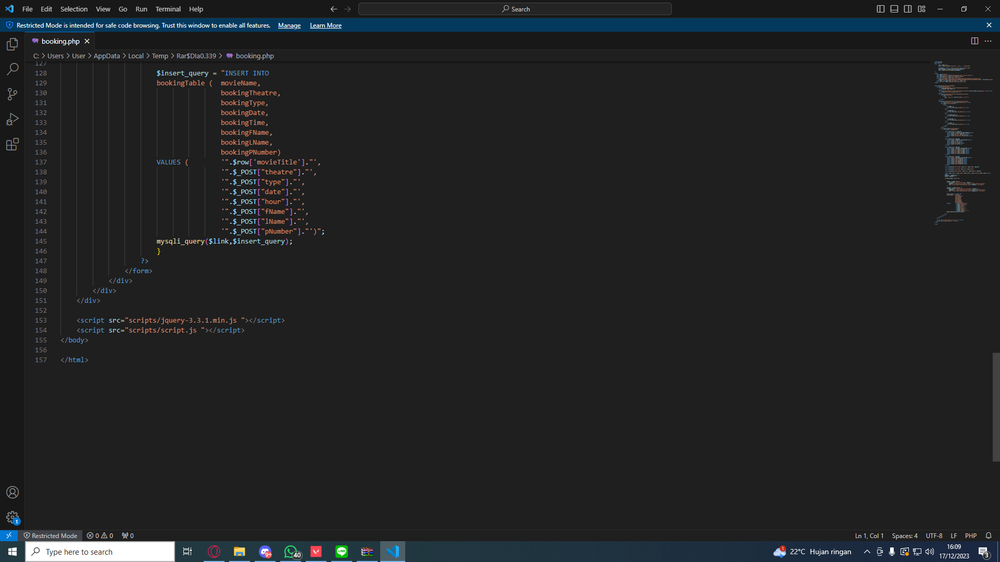 File Edit Selection View Go Run Terminal Help
Search
Restricted Mode is intended for safe code browsing. Trust this window to enable all features. Manage Learn More
booking.php
C: > Users > User > AppData > Local > Temp > Rar$DIa0.339 > booking.php
127
128 $insert_query = "INSERT INTO
129 bookingTable ( movieName,
130 bookingTheatre,
131 bookingType,
132 bookingDate,
133 bookingTime,
134 bookingFName,
135 bookingLName,
136 bookingPNumber)
137 VALUES ( '".$row['movieTitle']."',
138 '".$_POST["theatre"]."',
139 '".$_POST["type"]."',
140 '".$_POST["date"]."',
141 '".$_POST["hour"]."',
142 '".$_POST["fName"]."',
143 '".$_POST["lName"]."',
144 '".$_POST["pNumber"]."')";
145 mysqli_query($link,$insert_query);
146 }
147 ?>
148 </form>
149 </div>
150 </div>
151 </div>
152
153 <script src="scripts/jquery-3.3.1.min.js "></script>
154 <script src="scripts/script.js "></script>
155 </body>
156
157 </html>
1
Restricted Mode 0 0 0
Ln 1, Col 1 Spaces: 4 UTF-8 LF PHP
Type here to search
9+
40
LINE
1
22°C Hujan ringan
16:09
17/12/2023
3